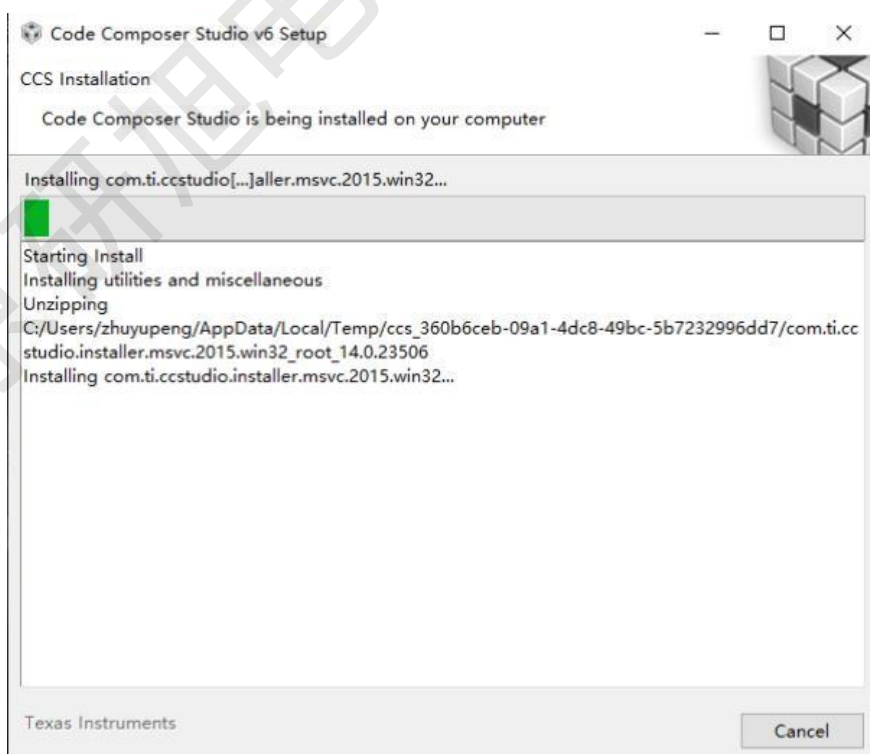 Code Composer Studio v6 Setup
CCS Installation
Code Composer Studio is being installed on your computer
Installing com.ti.ccstudio[...]aller.msvc.2015.win32...
Starting Install
Installing utilities and miscellaneous
Unzipping
C:/Users/zhuyupeng/AppData/Local/Temp/ccs_360b6ceb-09a1-4dc8-49bc-5b7232996dd7/com.ti.cc
studio.installer.msvc.2015.win32_root_14.0.23506
Installing com.ti.ccstudio.installer.msvc.2015.win32...
Texas Instruments
Cancel
研旭电